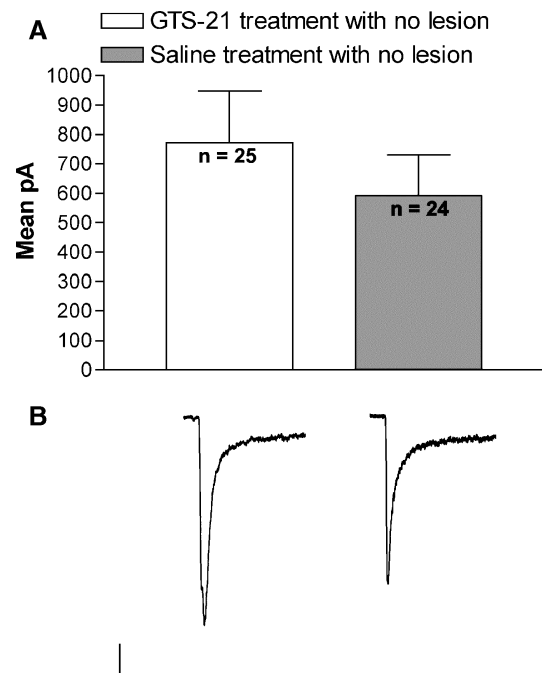 A
GTS-21 treatment with no lesion
Saline treatment with no lesion
1000
900
800
700
600
500
400
300
200
100
0
Mean pA
n = 25
n = 24
B